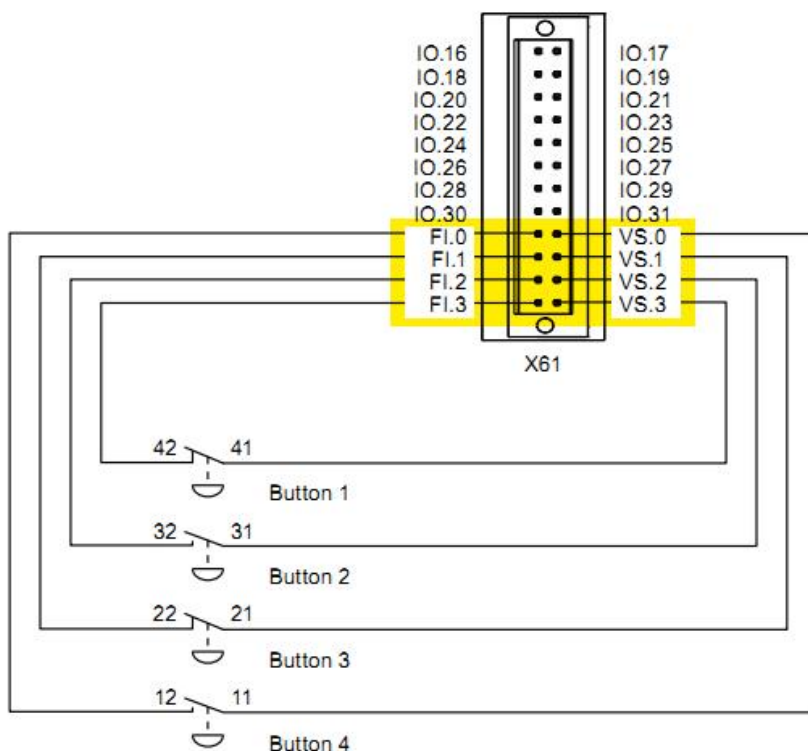 IO.16 IO.17
IO.18 IO.19
IO.20 IO.21
IO.22 IO.23
IO.24 IO.25
IO.26 IO.27
IO.28 IO.29
IO.30 IO.31
FI.0 VS.0
FI.1 VS.1
FI.2 VS.2
FI.3 VS.3
X61
42 41
Button 1
32 31
Button 2
22 21
Button 3
12 11
Button 4